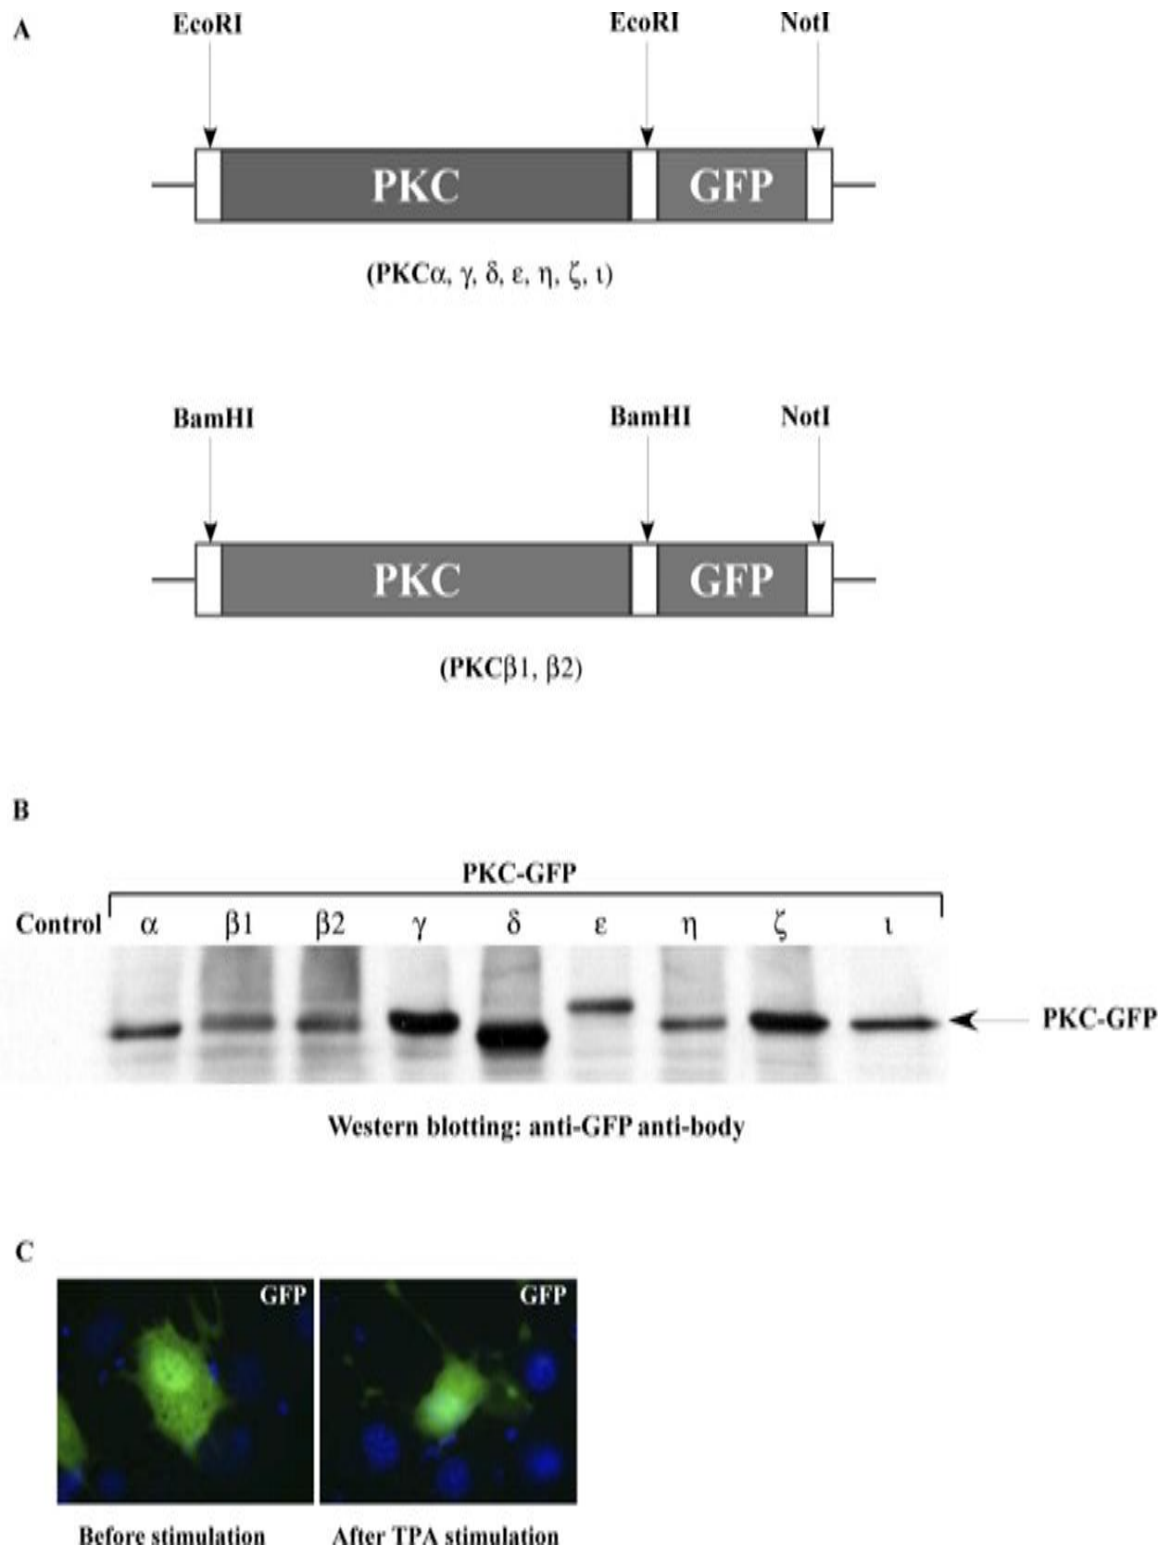 A
EcoRI EcoRI NotI
PKC GFP
(PKCα, γ, δ, ε, η, ζ, ι)
BamHI BamHI NotI
PKC GFP
(PKCβ1, β2)
B
PKC-GFP
Control α β1 β2 γ δ ε η ζ ι
PKC-GFP
Western blotting: anti-GFP anti-body
C
GFP GFP
Before stimulation After TPA stimulation